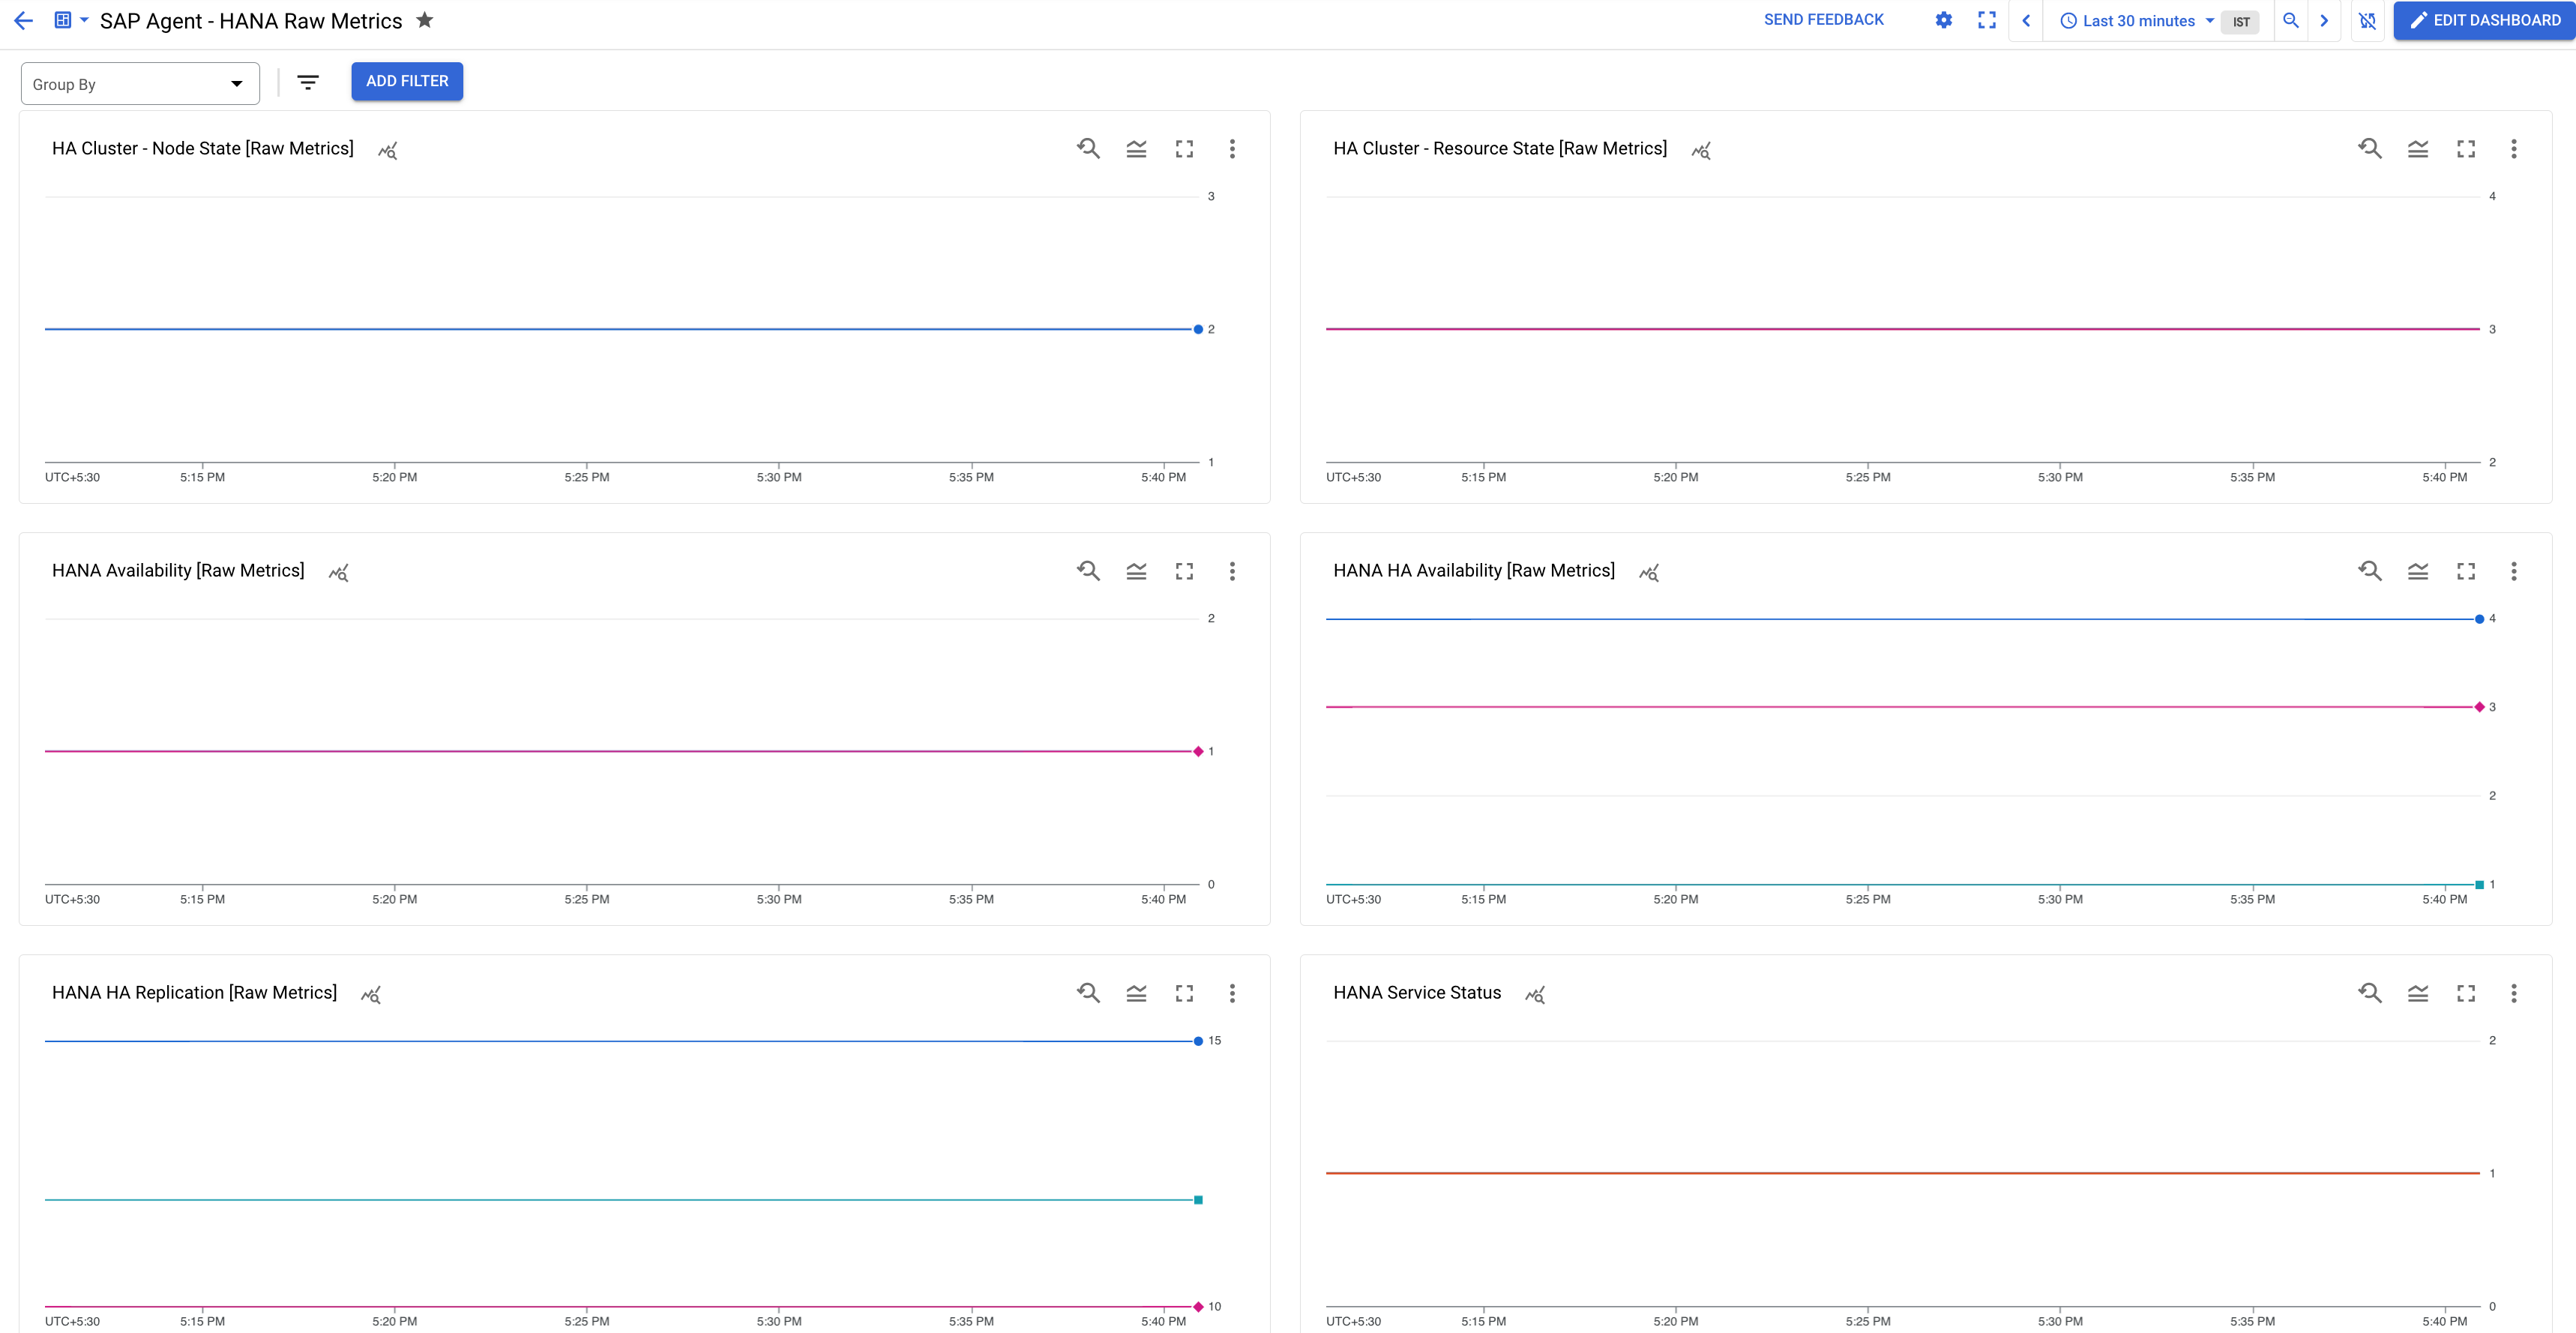 SAP Agent - HANA Raw Metrics
SEND FEEDBACK
Last 30 minutes
IST
EDIT DASHBOARD
Group By
ADD FILTER
HA Cluster - Node State [Raw Metrics]
3
2
1
UTC+5:30 5:15 PM 5:20 PM 5:25 PM 5:30 PM 5:35 PM 5:40 PM
HA Cluster - Resource State [Raw Metrics]
4
3
2
UTC+5:30 5:15 PM 5:20 PM 5:25 PM 5:30 PM 5:35 PM 5:40 PM
HANA Availability [Raw Metrics]
2
1
0
UTC+5:30 5:15 PM 5:20 PM 5:25 PM 5:30 PM 5:35 PM 5:40 PM
HANA HA Availability [Raw Metrics]
4
3
2
1
UTC+5:30 5:15 PM 5:20 PM 5:25 PM 5:30 PM 5:35 PM 5:40 PM
HANA HA Replication [Raw Metrics]
15
10
UTC+5:30 5:15 PM 5:20 PM 5:25 PM 5:30 PM 5:35 PM 5:40 PM
HANA Service Status
2
1
0
UTC+5:30 5:15 PM 5:20 PM 5:25 PM 5:30 PM 5:35 PM 5:40 PM